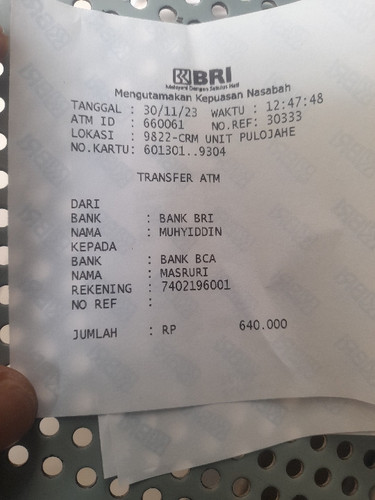 BRI
Melayani Dengan Setulus Hati
Mengutamakan Kepuasan Nasabah
TANGGAL : 30/11/23 WAKTU : 12:47:48
ATM ID : 660061 NO.REF: 30333
LOKASI : 9822-CRM UNIT PULOJAHE
NO.KARTU: 601301..9304
TRANSFER ATM
DARI
BANK : BANK BRI
NAMA : MUHYIDDIN
KEPADA
BANK : BANK BCA
NAMA : MASRURI
REKENING : 7402196001
NO REF :
JUMLAH : RP 640.000